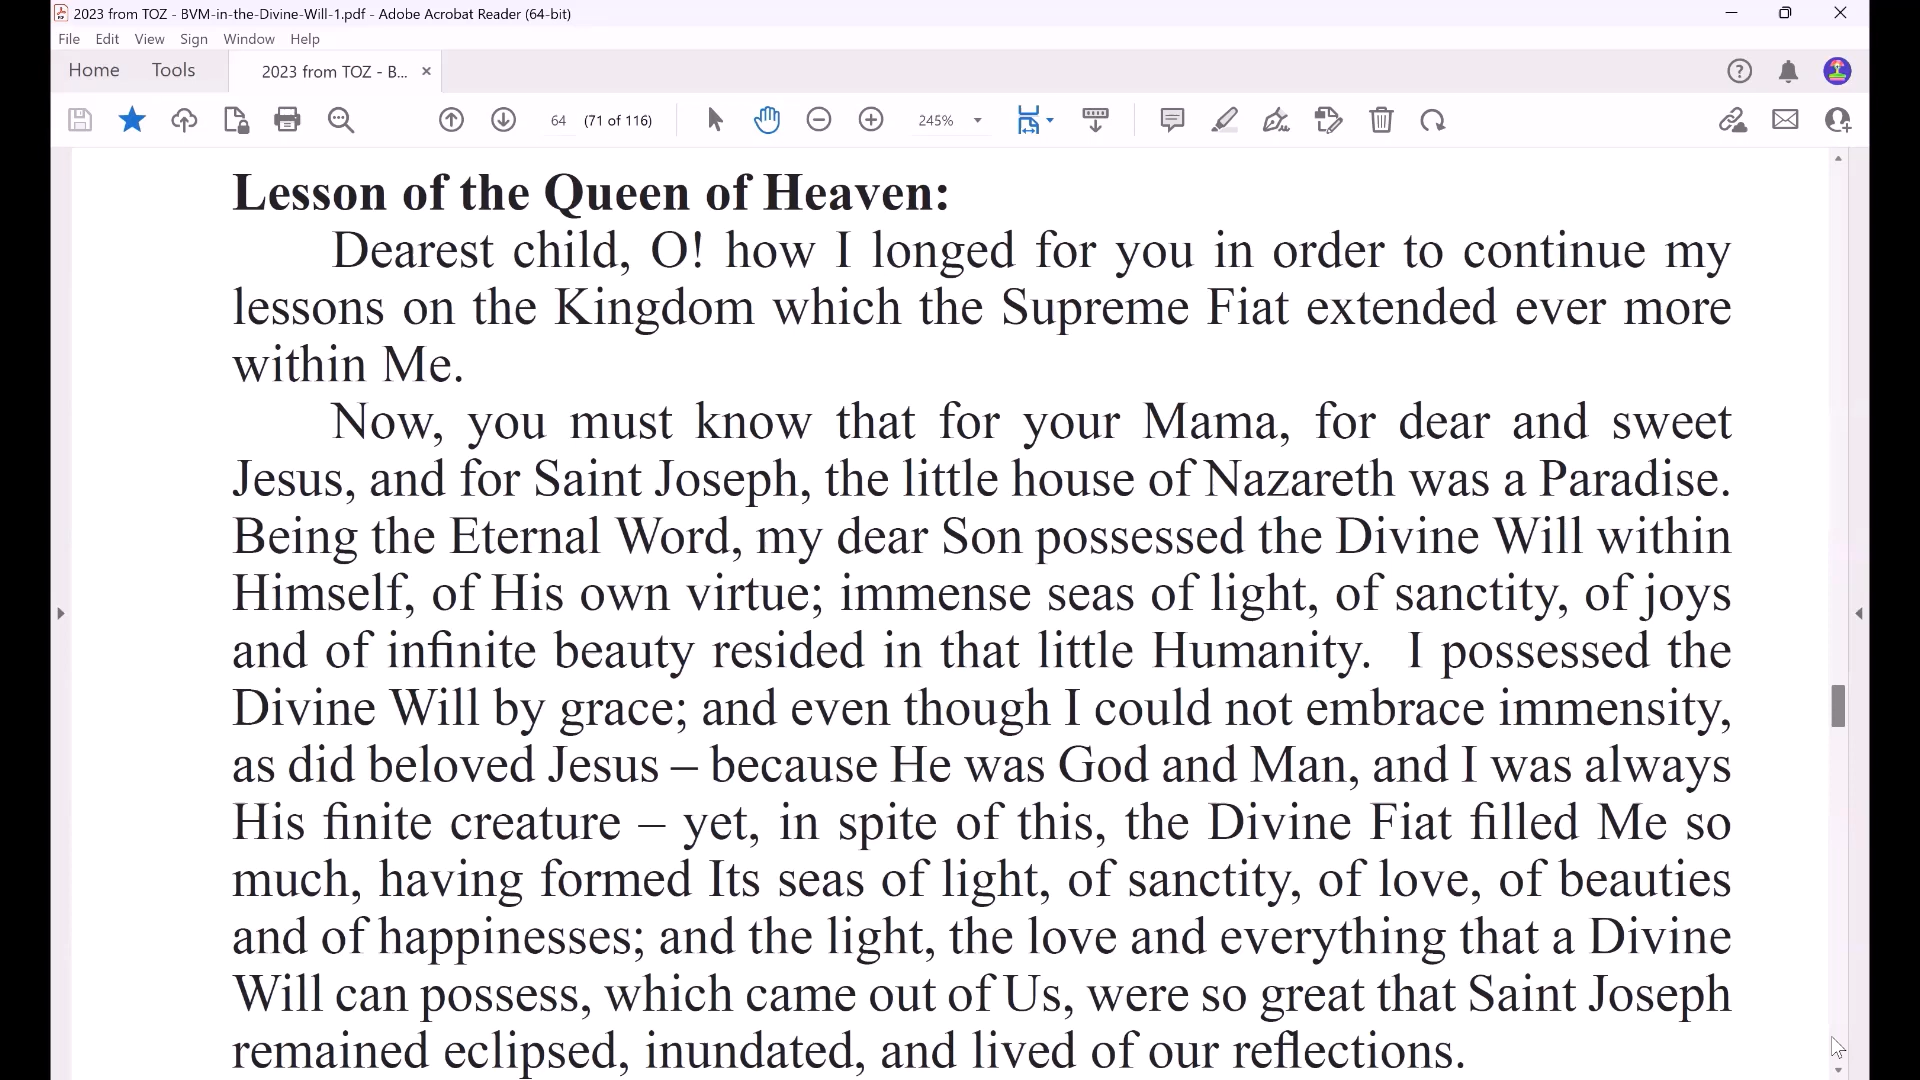 2023 from TOZ - BVM-in-the-Divine-Will-1.pdf - Adobe Acrobat Reader (64-bit)
File Edit View Sign Window Help
Home Tools 2023 from TOZ - B... ×
64 (71 of 116) 245%
Lesson of the Queen of Heaven:
Dearest child, O! how I longed for you in order to continue my
lessons on the Kingdom which the Supreme Fiat extended ever more
within Me.
Now, you must know that for your Mama, for dear and sweet
Jesus, and for Saint Joseph, the little house of Nazareth was a Paradise.
Being the Eternal Word, my dear Son possessed the Divine Will within
Himself, of His own virtue; immense seas of light, of sanctity, of joys
and of infinite beauty resided in that little Humanity. I possessed the
Divine Will by grace; and even though I could not embrace immensity,
as did beloved Jesus – because He was God and Man, and I was always
His finite creature – yet, in spite of this, the Divine Fiat filled Me so
much, having formed Its seas of light, of sanctity, of love, of beauties
and of happinesses; and the light, the love and everything that a Divine
Will can possess, which came out of Us, were so great that Saint Joseph
remained eclipsed, inundated, and lived of our reflections.